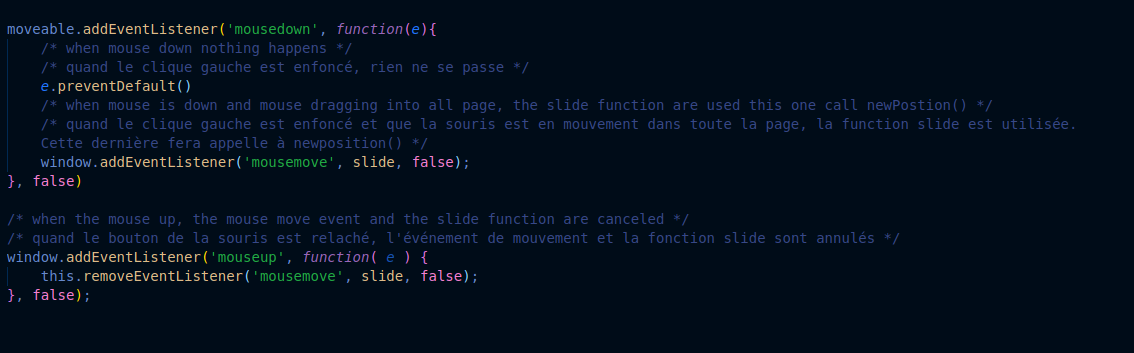 moveable.addEventListener('mousedown', function(e){
    /* when mouse down nothing happens */
    /* quand le clique gauche est enfoncé, rien ne se passe */
    e.preventDefault()
    /* when mouse is down and mouse dragging into all page, the slide function are used this one call newPostion() */
    /* quand le clique gauche est enfoncé et que la souris est en mouvement dans toute la page, la function slide est utilisée.
    Cette dernière fera appelle à newposition() */
    window.addEventListener('mousemove', slide, false);
}, false)

/* when the mouse up, the mouse move event and the slide function are canceled */
/* quand le bouton de la souris est relaché, l'événement de mouvement et la fonction slide sont annulés */
window.addEventListener('mouseup', function( e ) {
    this.removeEventListener('mousemove', slide, false);
}, false);